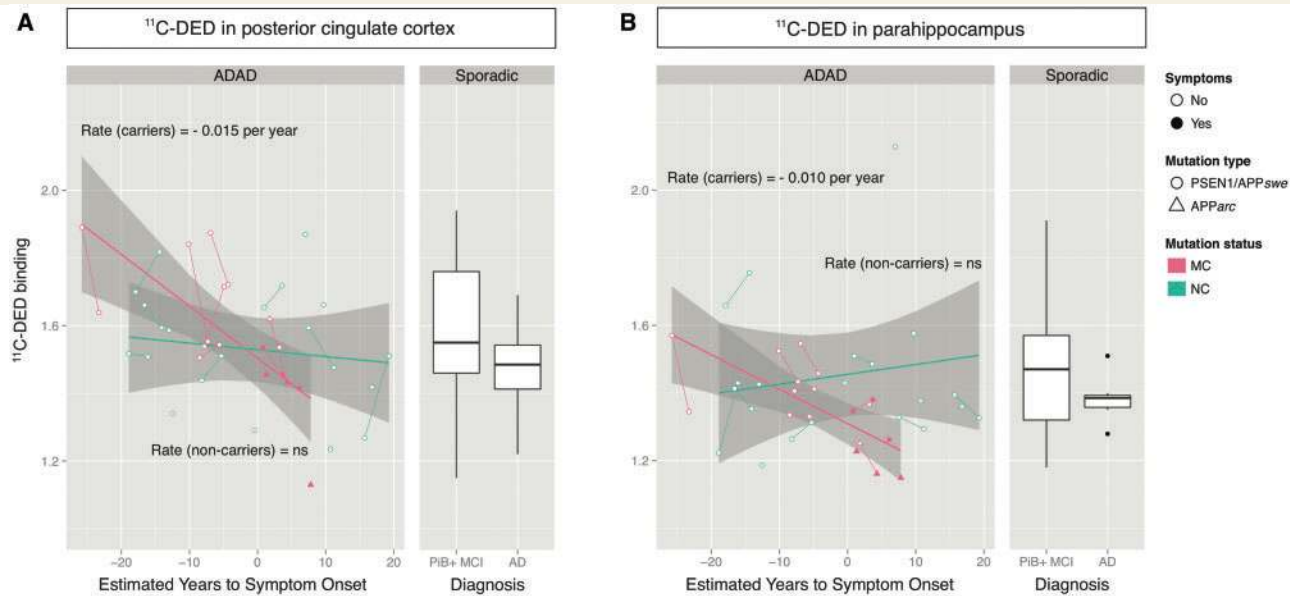 A
¹¹C-DED in posterior cingulate cortex
B
¹¹C-DED in parahippocampus
ADAD
Sporadic
ADAD
Sporadic
Rate (carriers) = - 0.015 per year
Rate (non-carriers) = ns
Rate (carriers) = - 0.010 per year
Rate (non-carriers) = ns
¹¹C-DED binding
2.0
1.6
1.2
2.0
1.6
1.2
−20
−10
0
10
20
PiB+ MCI
AD
−20
−10
0
10
20
PiB+ MCI
AD
Estimated Years to Symptom Onset
Diagnosis
Estimated Years to Symptom Onset
Diagnosis
Symptoms
No
Yes
Mutation type
PSEN1/APPswe
APParc
Mutation status
MC
NC